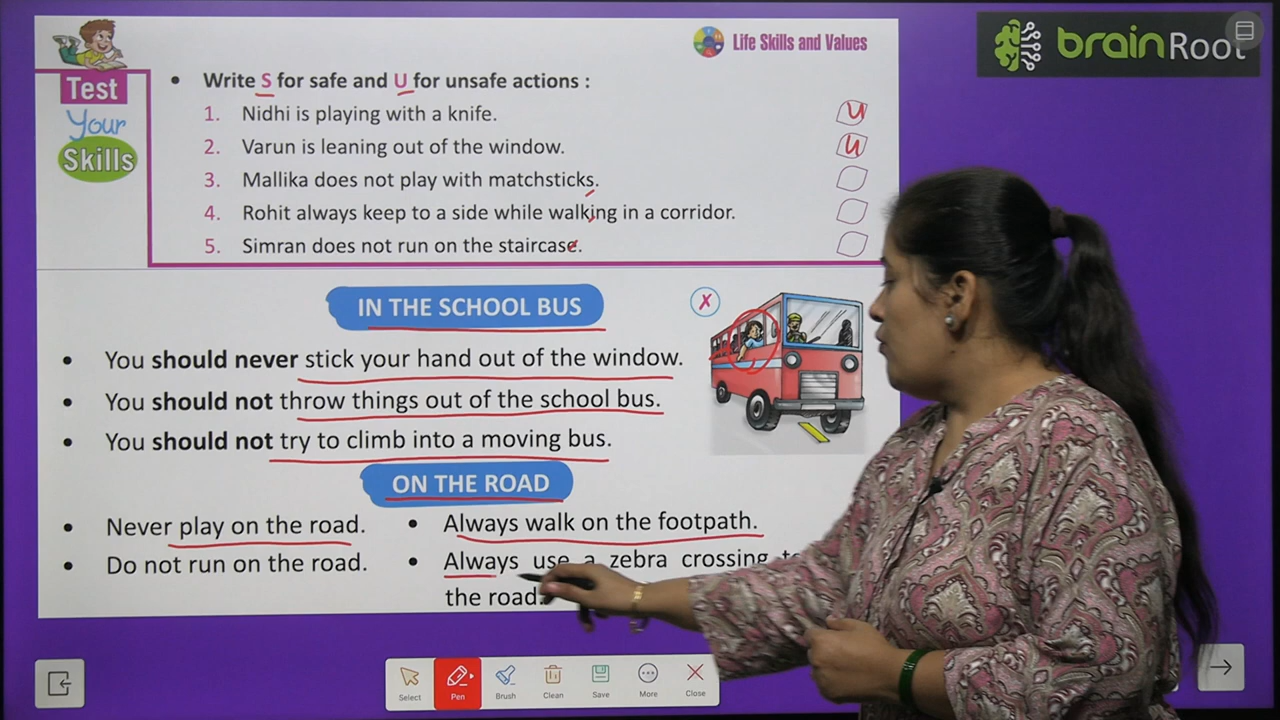 brainRoot
Life Skills and Values
Test
Your
Skills
• Write S for safe and U for unsafe actions :
1. Nidhi is playing with a knife. U
2. Varun is leaning out of the window. U
3. Mallika does not play with matchsticks.
4. Rohit always keep to a side while walking in a corridor.
5. Simran does not run on the staircase.
IN THE SCHOOL BUS
• You should never stick your hand out of the window.
• You should not throw things out of the school bus.
• You should not try to climb into a moving bus.
ON THE ROAD
• Never play on the road.
• Do not run on the road.
• Always walk on the footpath.
• Always use a zebra crossing
the road.
Select
Pen
Brush
Clean
Save
More
Close